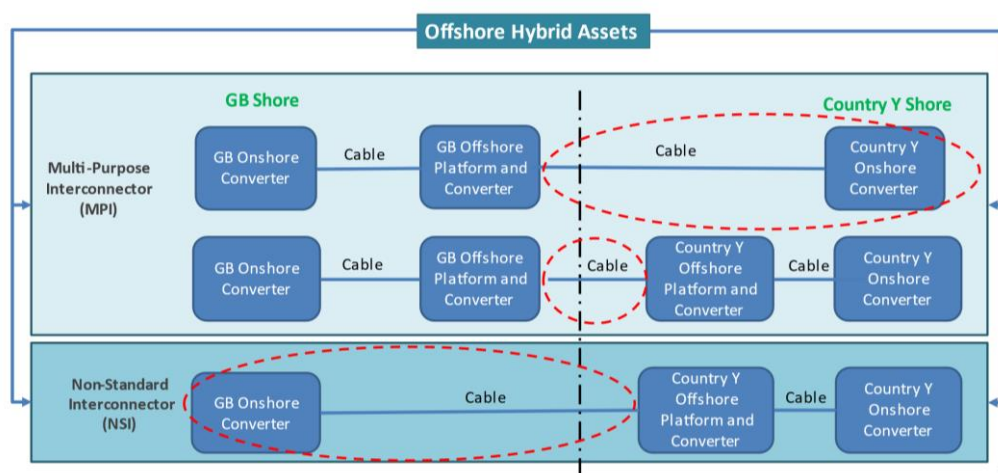 Offshore Hybrid Assets
GB Shore
Country Y Shore
Multi-Purpose
Interconnector
(MPI)
GB Onshore
Converter
Cable
GB Offshore
Platform and
Converter
Cable
Country Y
Onshore
Converter
GB Onshore
Converter
Cable
GB Offshore
Platform and
Converter
Cable
Country Y
Offshore
Platform and
Converter
Cable
Country Y
Onshore
Converter
Non-Standard
Interconnector
(NSI)
GB Onshore
Converter
Cable
Country Y
Offshore
Platform and
Converter
Cable
Country Y
Onshore
Converter